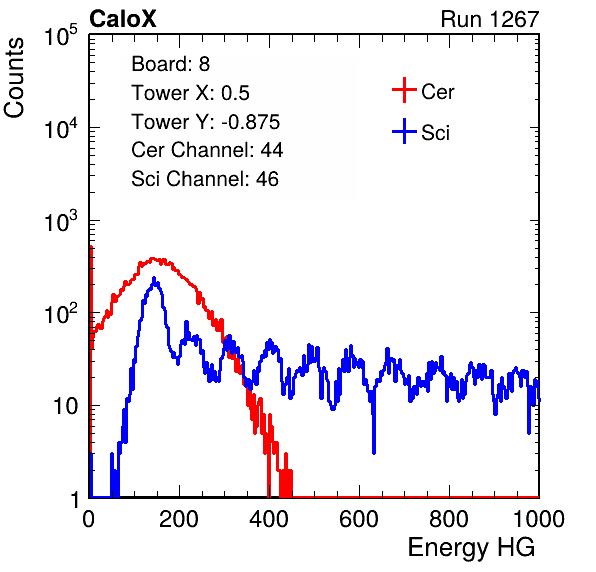 CaloX Run 1267
Counts
10^5
10^4
10^3
10^2
10
1
Board: 8
Tower X: 0.5
Tower Y: -0.875
Cer Channel: 44
Sci Channel: 46
Cer
Sci
0 200 400 600 800 1000
Energy HG